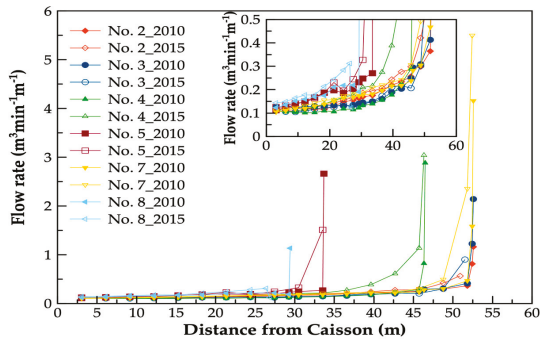 6
5
4
3
2
1
0
Flow rate (m³min⁻¹m⁻¹)
0 5 10 15 20 25 30 35 40 45 50 55 60
Distance from Caisson (m)
No. 2_2010
No. 2_2015
No. 3_2010
No. 3_2015
No. 4_2010
No. 4_2015
No. 5_2010
No. 5_2015
No. 7_2010
No. 7_2010
No. 8_2010
No. 8_2015
0.5
0.4
0.3
0.2
0.1
0
Flow rate (m³min⁻¹m⁻¹)
0 20 40 60